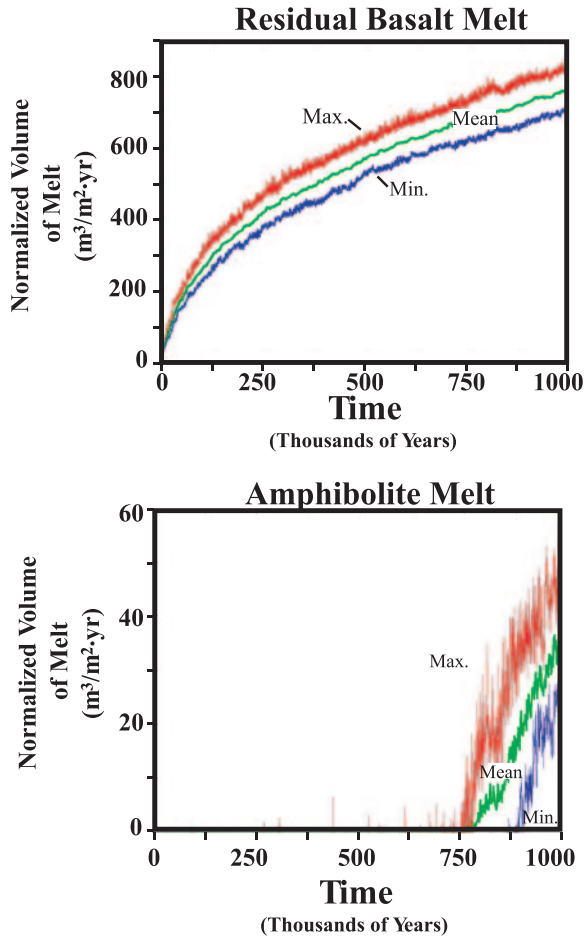 Residual Basalt Melt
Normalized Volume
of Melt
(m³/m²·yr)
800
600
400
200
0
Max.
Mean
Min.
0 250 500 750 1000
Time
(Thousands of Years)
Amphibolite Melt
Normalized Volume
of Melt
(m³/m²·yr)
60
40
20
0
Max.
Mean
Min.
0 250 500 750 1000
Time
(Thousands of Years)